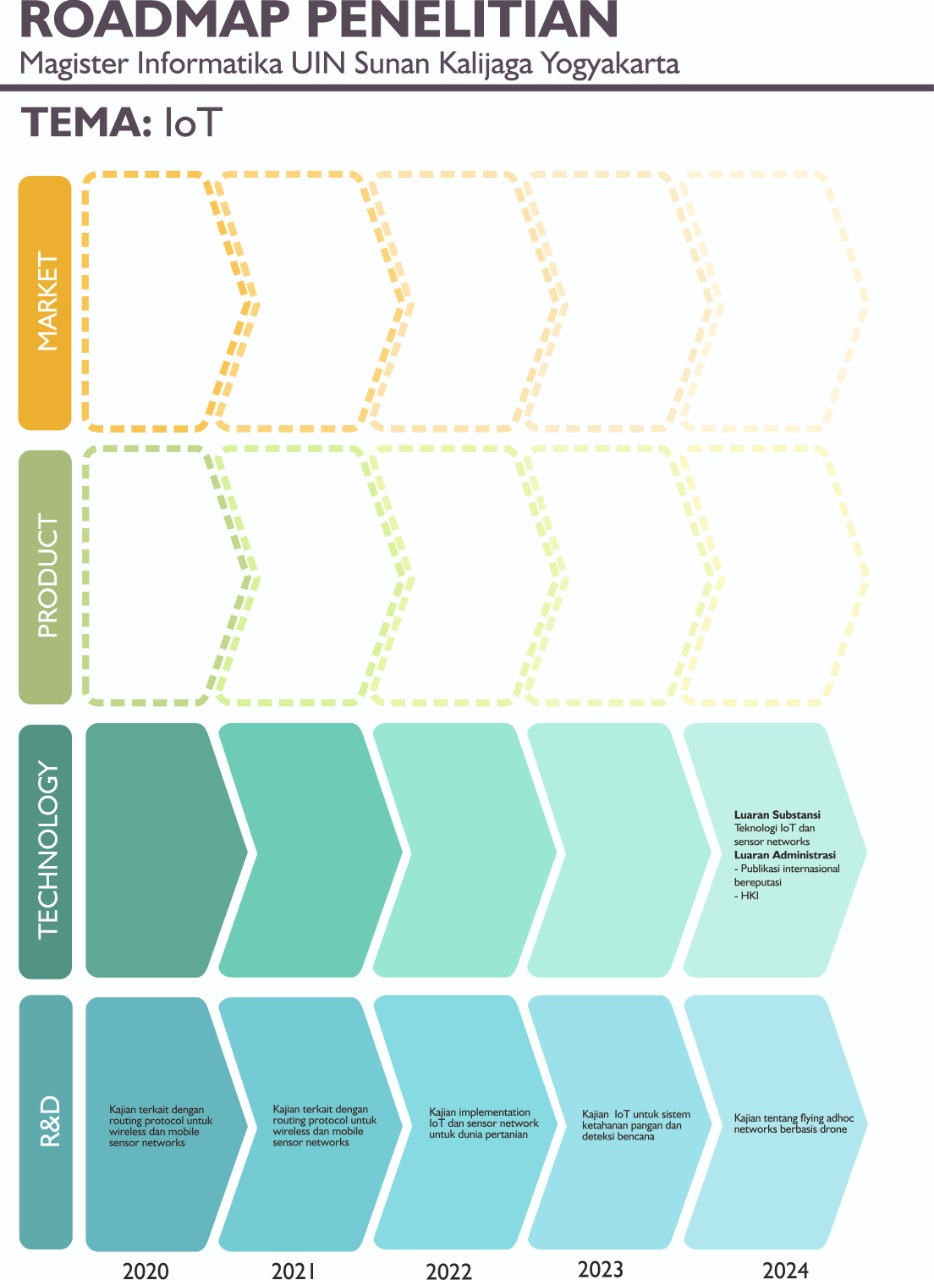 ROADMAP PENELITIAN
Magister Informatika UIN Sunan Kalijaga Yogyakarta
TEMA: IoT
MARKET
PRODUCT
TECHNOLOGY
Luaran Substansi
Teknologi IoT dan
sensor networks
Luaran Administrasi
- Publikasi internasional
bereputasi
- HKI
R&D
Kajian terkait dengan
routing protocol untuk
wireless dan mobile
sensor networks
Kajian terkait dengan
routing protocol untuk
wireless dan mobile
sensor networks
Kajian implementation
IoT dan sensor network
untuk dunia pertanian
Kajian IoT untuk sistem
ketahanan pangan dan
deteksi bencana
Kajian tentang flying adhoc
networks berbasis drone
2020
2021
2022
2023
2024